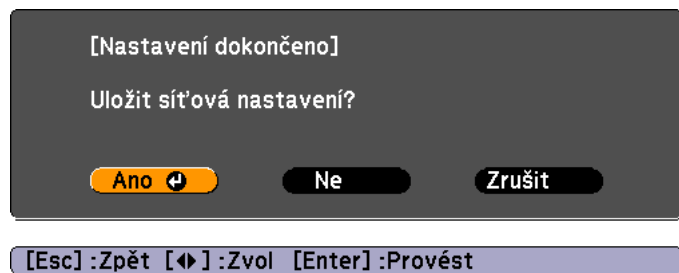 [Nastavení dokončeno]
Uložit síťová nastavení?
Ano Ne Zrušit
[Esc] :Zpět [◆] :Zvol [Enter] :Provést